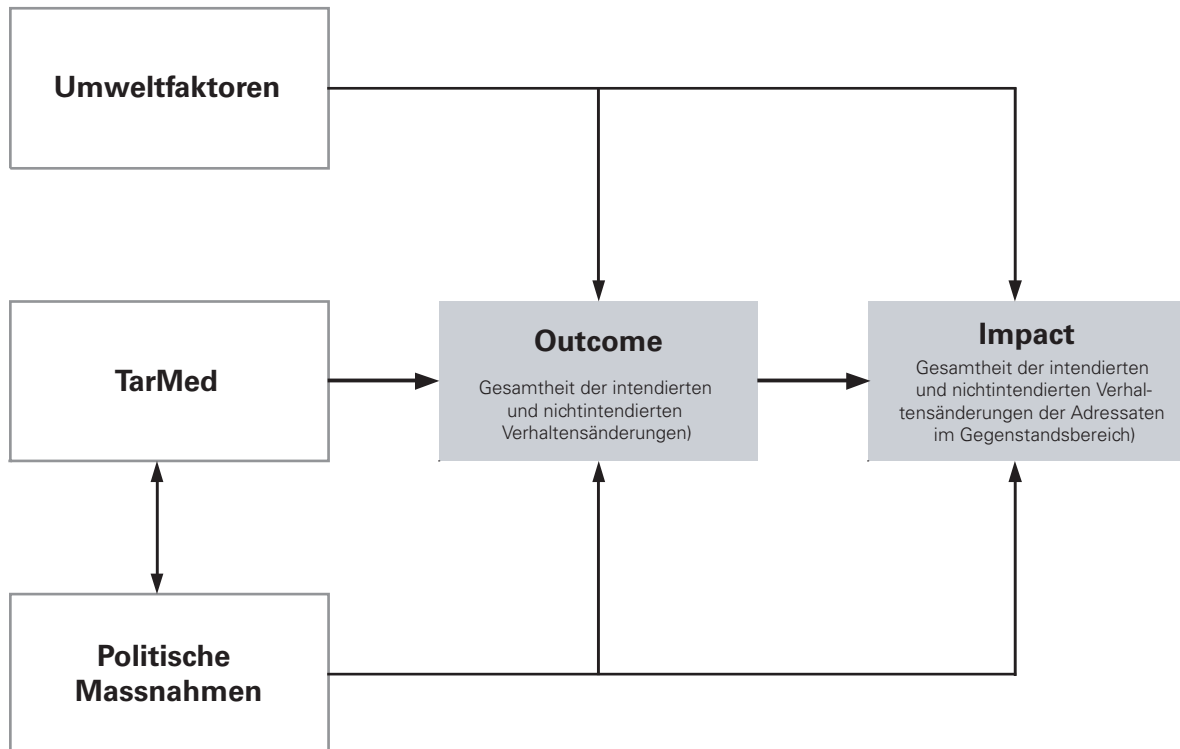 Umweltfaktoren
TarMed
Outcome
Gesamtheit der intendierten
und nichtintendierten
Verhaltensänderungen)
Impact
Gesamtheit der intendierten
und nichtintendierten Verhal-
tensänderungen der Adressaten
im Gegenstandsbereich)
Politische
Massnahmen